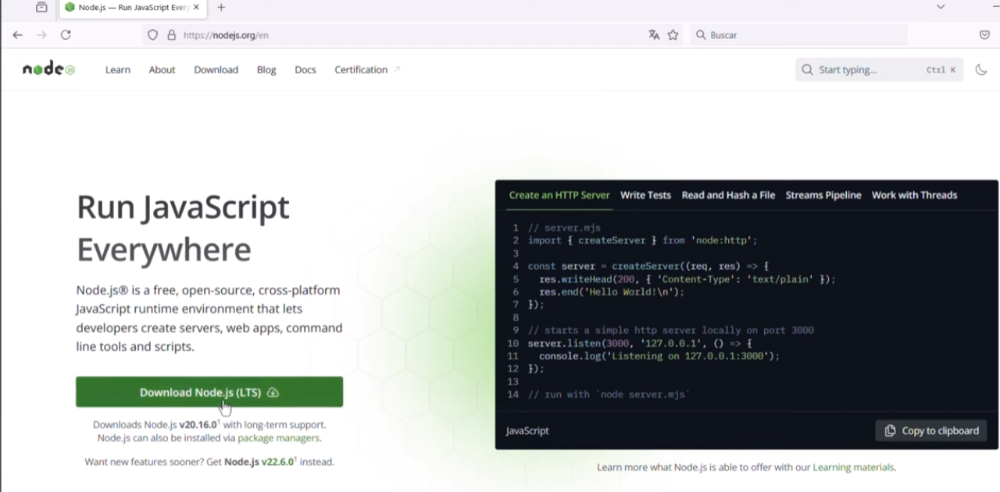 Node.js — Run JavaScript Every
https://nodejs.org/en
Buscar
node
Learn About Download Blog Docs Certification
Start typing... Ctrl K
Run JavaScript
Everywhere
Node.js® is a free, open-source, cross-platform
JavaScript runtime environment that lets
developers create servers, web apps, command
line tools and scripts.
Download Node.js (LTS)
Downloads Node.js v20.16.0¹ with long-term support.
Node.js can also be installed via package managers.
Want new features sooner? Get Node.js v22.6.0¹ instead.
Create an HTTP Server Write Tests Read and Hash a File Streams Pipeline Work with Threads
1 // server.mjs
2 import { createServer } from 'node:http';
3
4 const server = createServer((req, res) => {
5 res.writeHead(200, { 'Content-Type': 'text/plain' });
6 res.end('Hello World!\n');
7 });
8
9 // starts a simple http server locally on port 3000
10 server.listen(3000, '127.0.0.1', () => {
11 console.log('Listening on 127.0.0.1:3000');
12 });
13
14 // run with `node server.mjs`
JavaScript
Copy to clipboard
Learn more what Node.js is able to offer with our Learning materials.